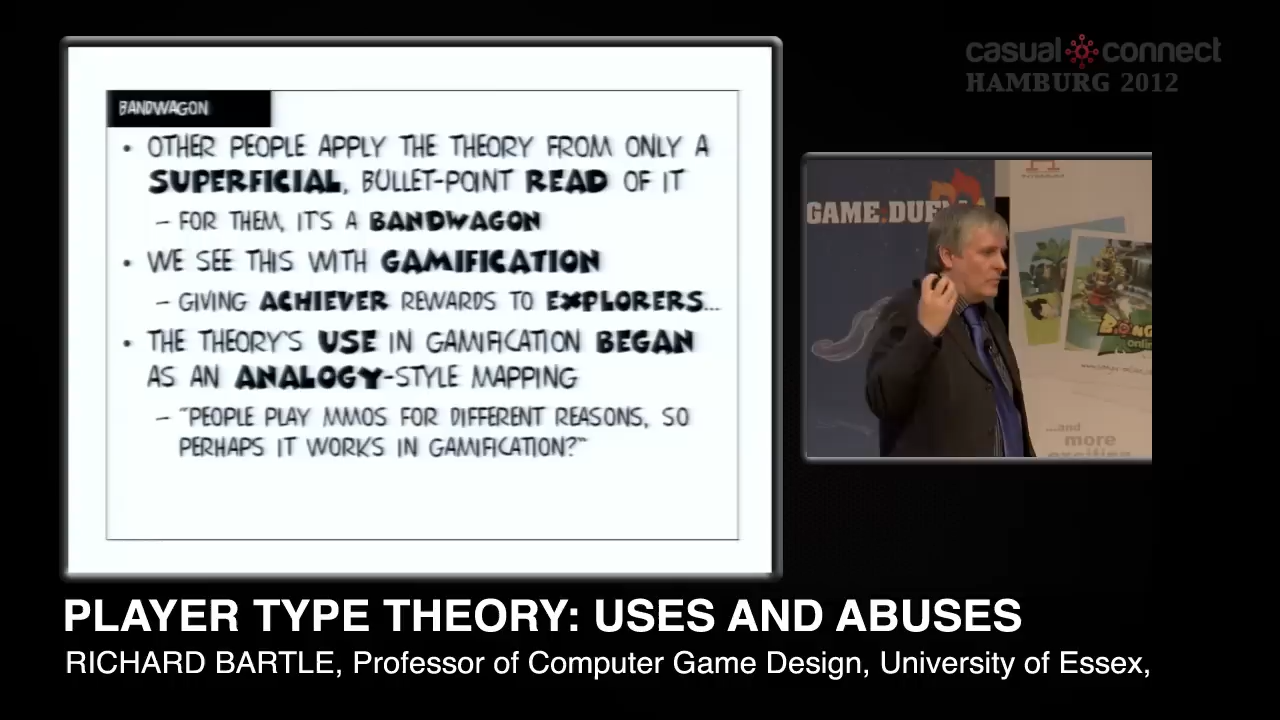 casual connect
HAMBURG 2012
BANDWAGON
• OTHER PEOPLE APPLY THE THEORY FROM ONLY A
SUPERFICIAL, BULLET-POINT READ OF IT
– FOR THEM, IT'S A BANDWAGON
• WE SEE THIS WITH GAMIFICATION
– GIVING ACHIEVER REWARDS TO EXPLORERS...
• THE THEORY'S USE IN GAMIFICATION BEGAN
AS AN ANALOGY-STYLE MAPPING
– "PEOPLE PLAY MMOS FOR DIFFERENT REASONS, SO
PERHAPS IT WORKS IN GAMIFICATION?"
GAME.DUE
online
...and
more
exciting
PLAYER TYPE THEORY: USES AND ABUSES
RICHARD BARTLE, Professor of Computer Game Design, University of Essex,